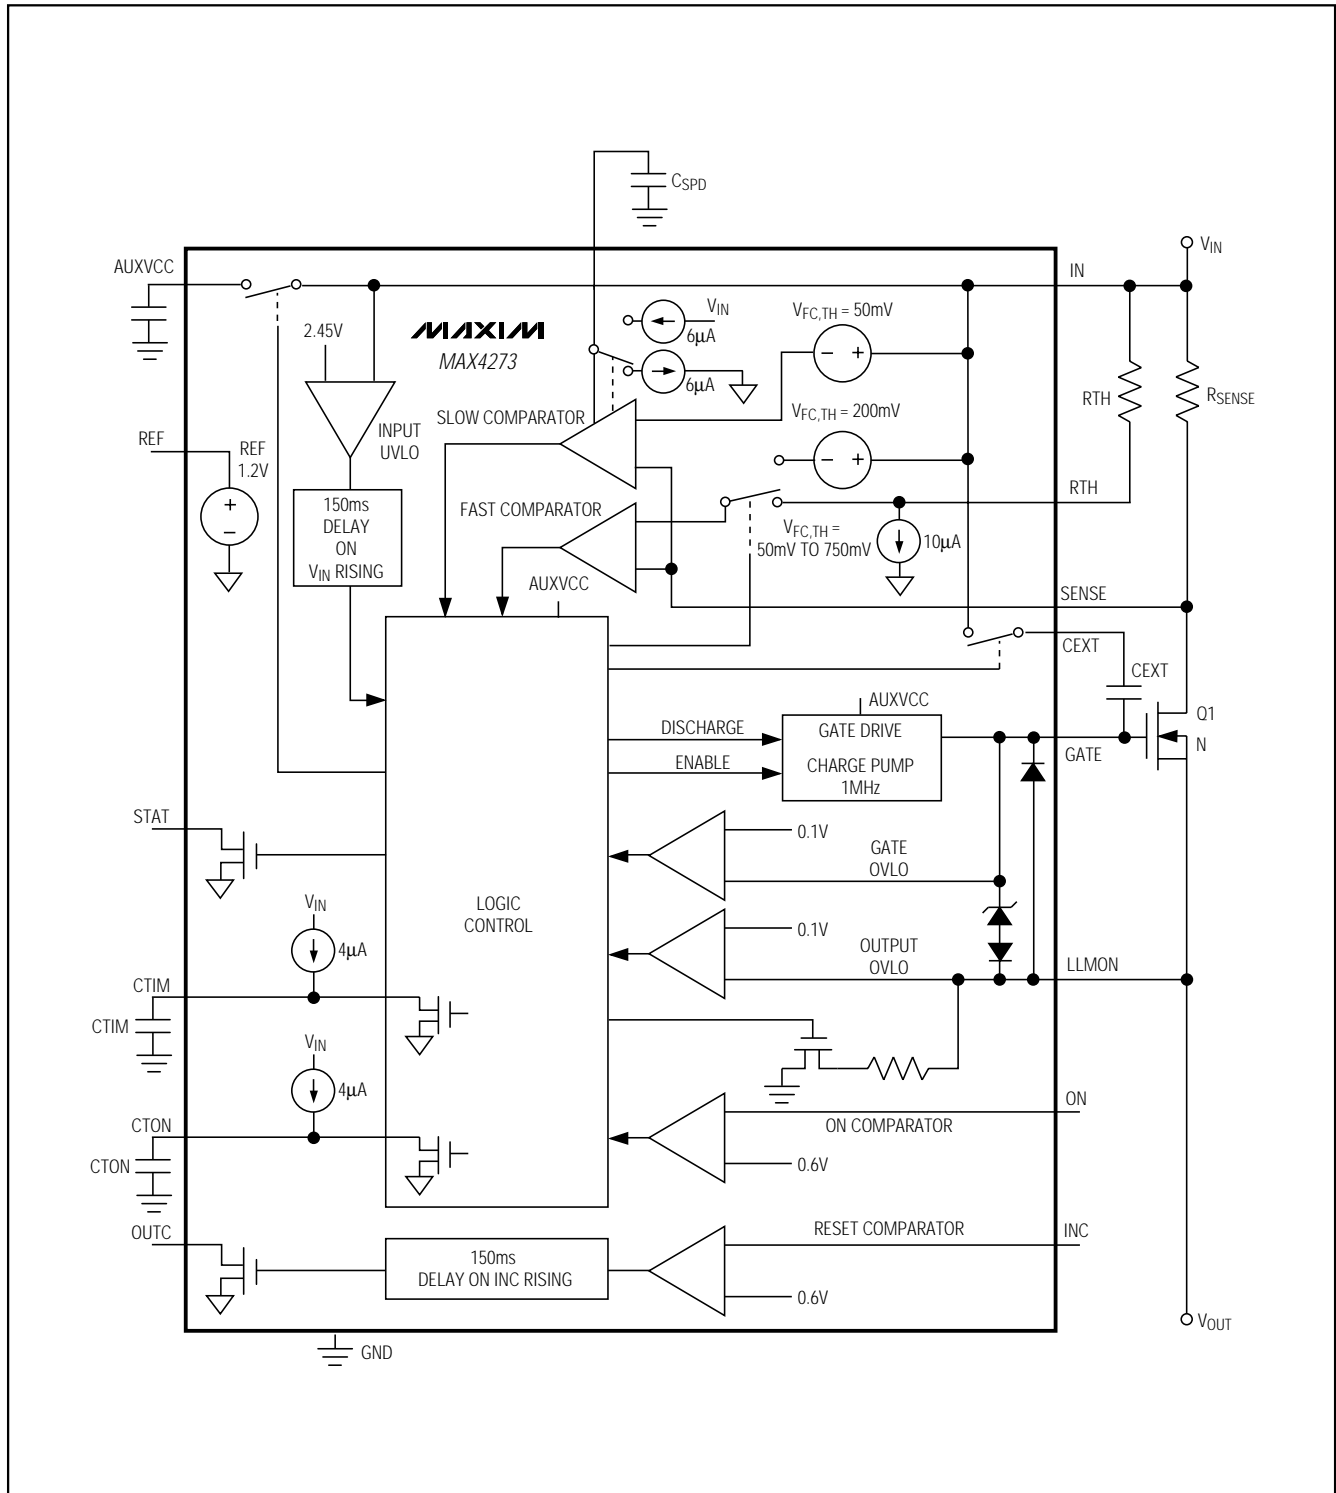 CSPD
VIN
AUXVCC
IN
2.45V
MAXIM
MAX4273
VIN
6µA
6µA
VFC,TH = 50mV
RTH
RSENSE
SLOW COMPARATOR
VFC,TH = 200mV
INPUT
UVLO
REF
REF
1.2V
150ms
DELAY
ON
VIN RISING
FAST COMPARATOR
RTH
VFC,TH =
50mV TO 750mV
10µA
AUXVCC
SENSE
CEXT
CEXT
AUXVCC
Q1
N
DISCHARGE
GATE DRIVE
CHARGE PUMP
1MHz
GATE
ENABLE
STAT
0.1V
GATE
OVLO
LOGIC
CONTROL
VIN
4µA
0.1V
OUTPUT
OVLO
LLMON
CTIM
CTIM
VIN
4µA
ON
ON COMPARATOR
CTON
CTON
0.6V
OUTC
RESET COMPARATOR
INC
150ms
DELAY ON INC RISING
0.6V
VOUT
GND